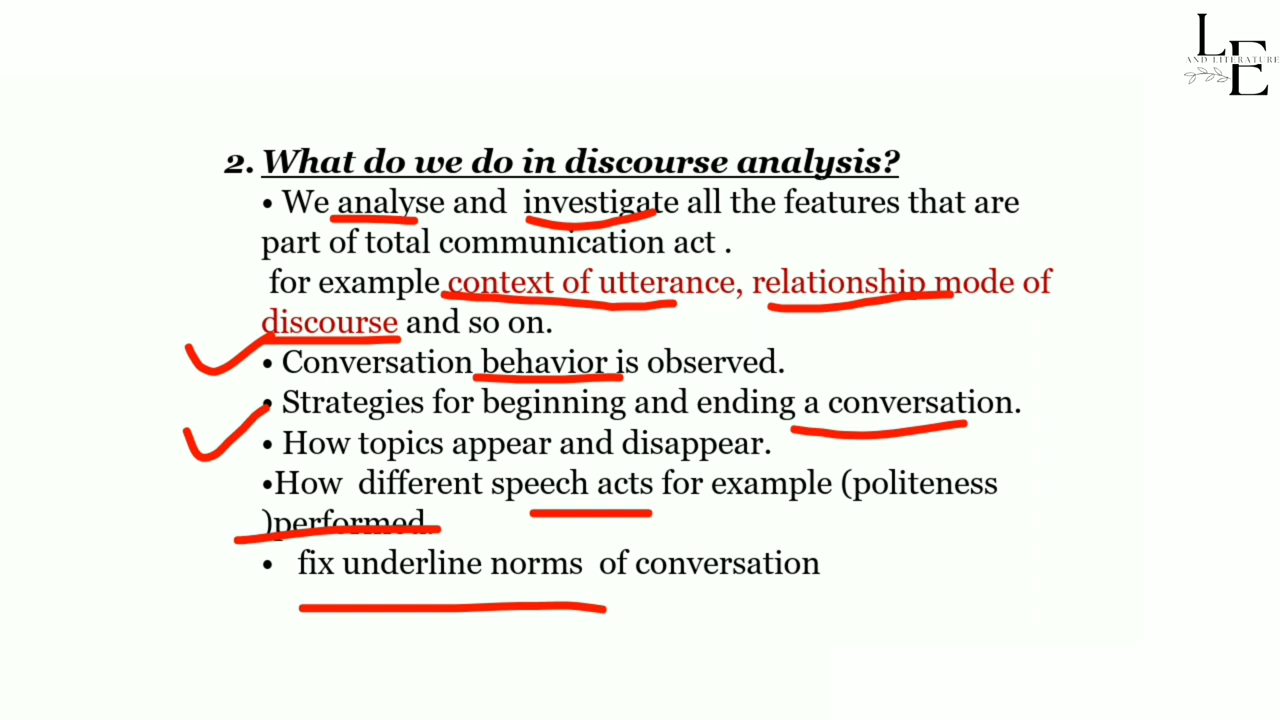 L
AND LITERATURE
E
2. What do we do in discourse analysis?
• We analyse and investigate all the features that are
part of total communication act .
for example context of utterance, relationship mode of
discourse and so on.
• Conversation behavior is observed.
• Strategies for beginning and ending a conversation.
• How topics appear and disappear.
•How different speech acts for example (politeness
)performed.
• fix underline norms of conversation